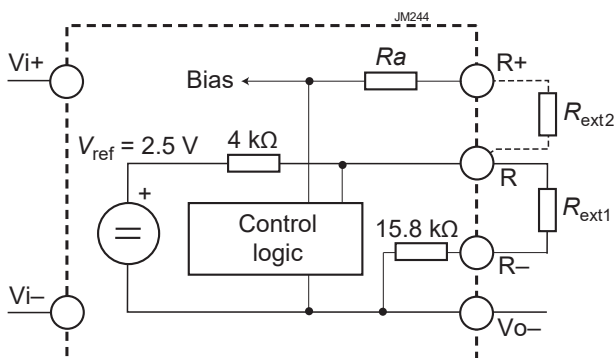 JM244
Vi+
R+
Bias
Ra
Rext2
Vref = 2.5 V
4 kΩ
R
Control
logic
15.8 kΩ
Rext1
R–
Vi–
Vo–